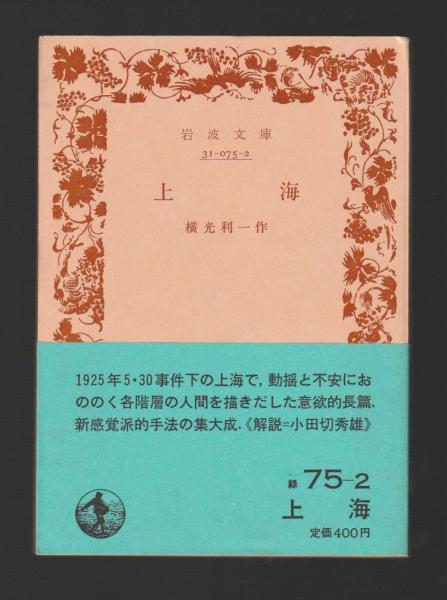 岩波文庫
31-075-2
上 海
横光利一作
1925年5・30事件下の上海で，動揺と不安にお
ののく各階層の人間を描きだした意欲的長篇．
新感覚派的手法の集大成．《解説＝小田切秀雄》
緑 75-2
上 海
定価400円